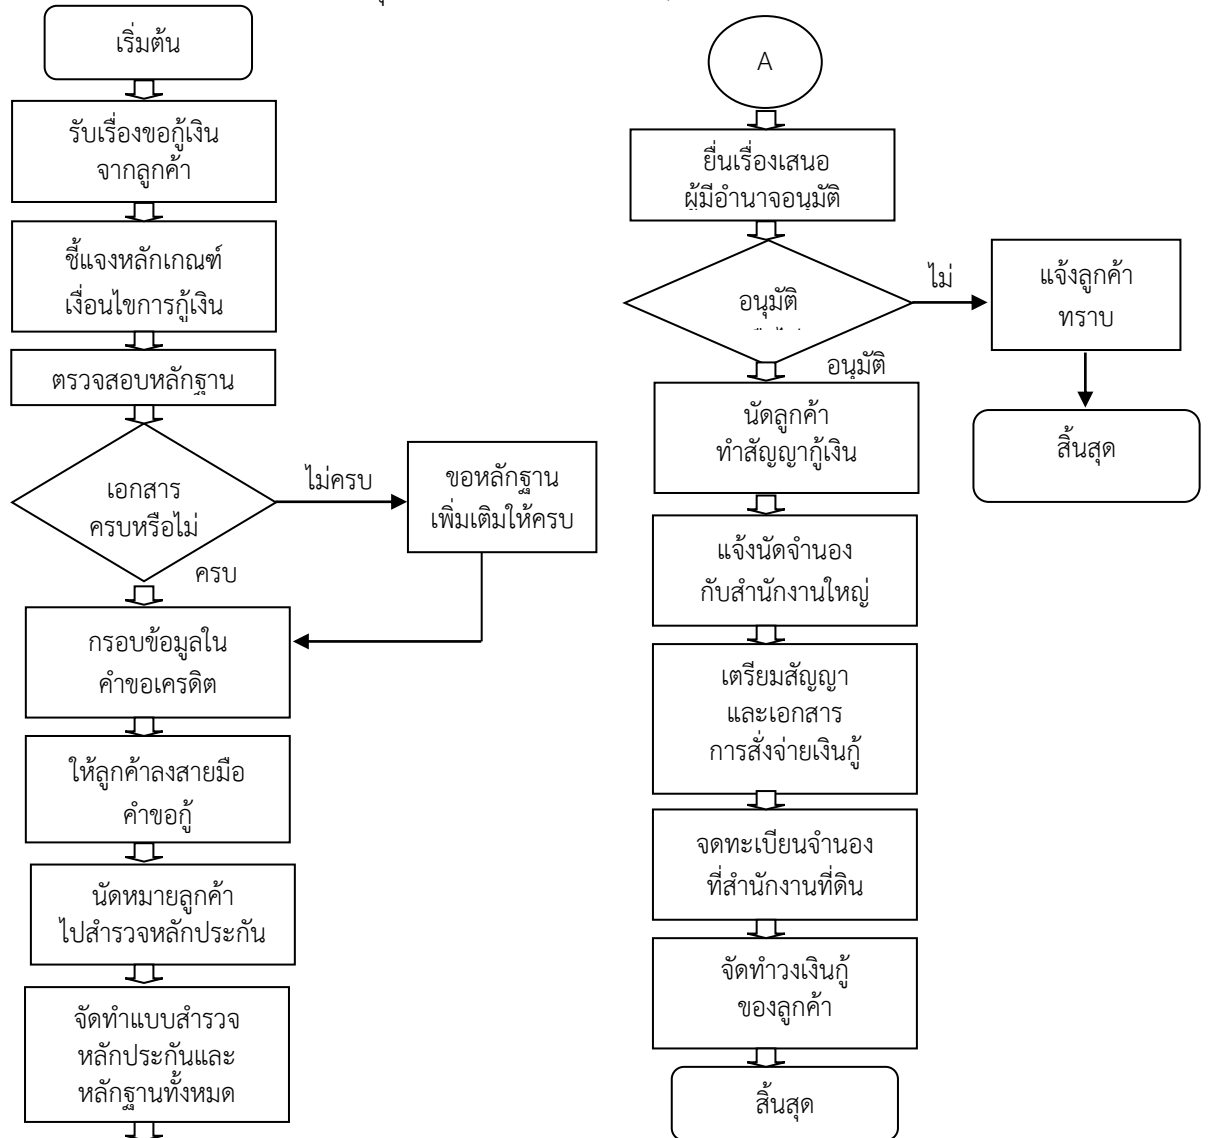 เริ่มต้น
รับเรื่องขอกู้เงิน
จากลูกค้า
ชี้แจงหลักเกณฑ์
เงื่อนไขการกู้เงิน
ตรวจสอบหลักฐาน
เอกสาร
ครบหรือไม่
ไม่ครบ
ขอหลักฐาน
เพิ่มเติมให้ครบ
ครบ
กรอบข้อมูลใน
คำขอเครดิต
ให้ลูกค้าลงสายมือ
คำขอกู้
นัดหมายลูกค้า
ไปสำรวจหลักประกัน
จัดทำแบบสำรวจ
หลักประกันและ
หลักฐานทั้งหมด
A
ยื่นเรื่องเสนอ
ผู้มีอำนาจอนุมัติ
อนุมัติ
ไม่
แจ้งลูกค้า
ทราบ
สิ้นสุด
อนุมัติ
นัดลูกค้า
ทำสัญญากู้เงิน
แจ้งนัดจำนอง
กับสำนักงานใหญ่
เตรียมสัญญา
และเอกสาร
การสั่งจ่ายเงินกู้
จดทะเบียนจำนอง
ที่สำนักงานที่ดิน
จัดทำวงเงินกู้
ของลูกค้า
สิ้นสุด